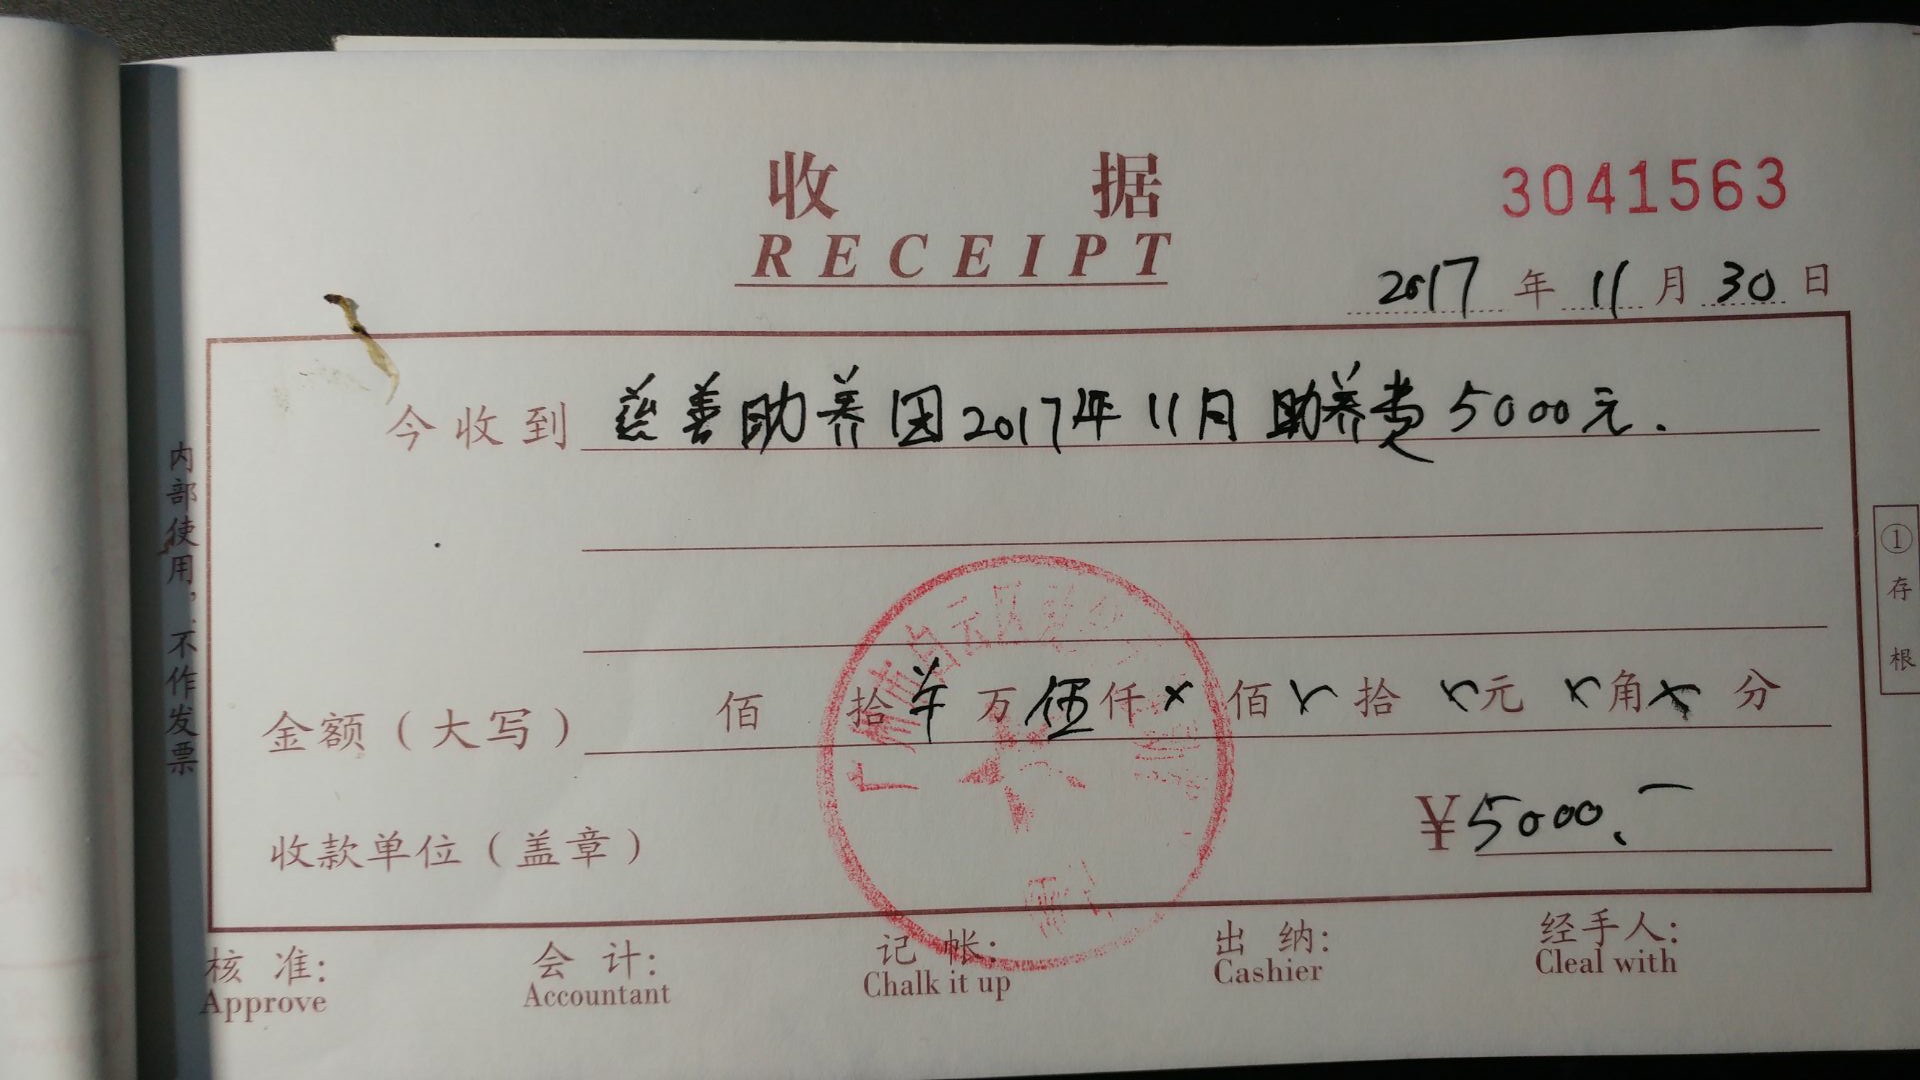 收 据
RECEIPT
3041563
2017 年 11 月 30 日
今收到 慈善助养团2017年11月助养费5000元.
金额（大写） 佰 拾 万 伍 仟 × 佰 × 拾 × 元 × 角 × 分
收款单位（盖章） ¥5000.—
核 准: 会 计: 记 帐: 出 纳: 经手人:
Approve Accountant Chalk it up Cashier Cleal with
内部使用，不作发票
① 存根
白云区